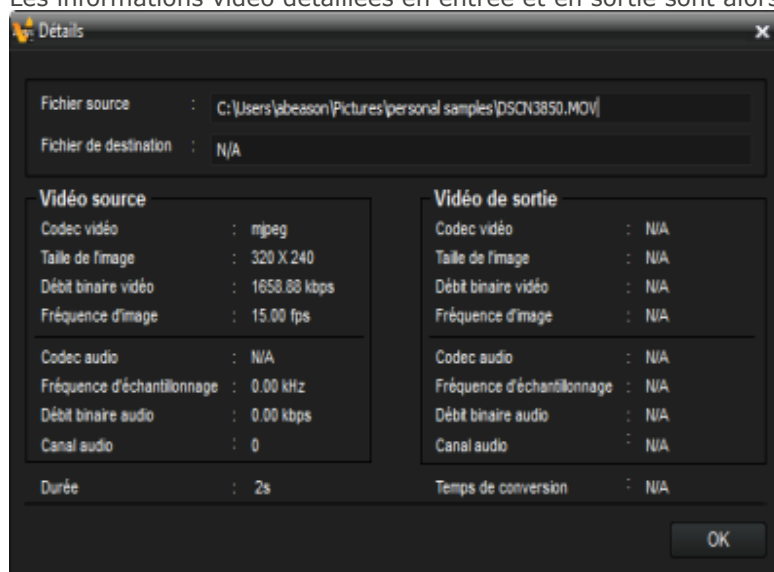 Les informations vidéo détaillées en entrée et en sortie sont alors
Détails
Fichier source : C:\Users\abeason\Pictures\personal samples\DSCN3850.MOV
Fichier de destination : N/A
Vidéo source
Codec vidéo : mjpeg
Taille de l'image : 320 X 240
Débit binaire vidéo : 1658.88 kbps
Fréquence d'image : 15.00 fps
Codec audio : N/A
Fréquence d'échantillonnage : 0.00 kHz
Débit binaire audio : 0.00 kbps
Canal audio : 0
Durée : 2s
Vidéo de sortie
Codec vidéo : N/A
Taille de l'image : N/A
Débit binaire vidéo : N/A
Fréquence d'image : N/A
Codec audio : N/A
Fréquence d'échantillonnage : N/A
Débit binaire audio : N/A
Canal audio : N/A
Temps de conversion : N/A
OK